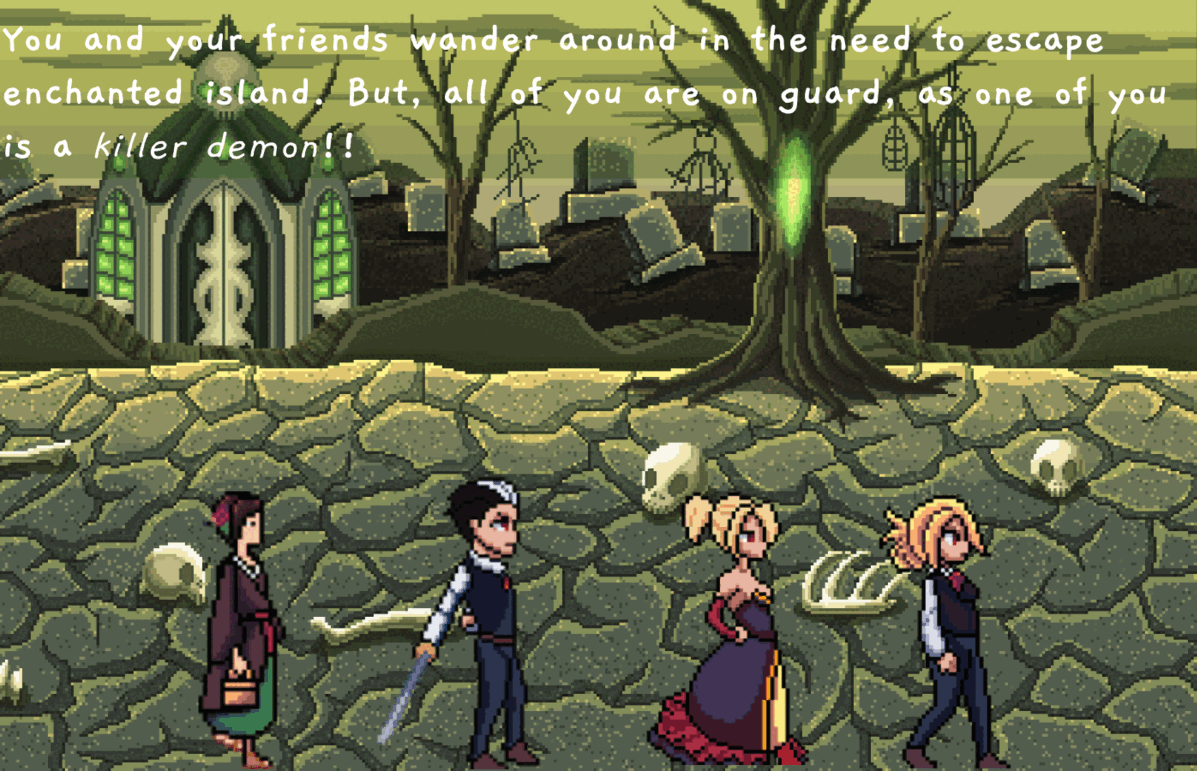 You and your friends wander around in the need to escape
enchanted island. But, all of you are on guard, as one of you
is a killer demon!!